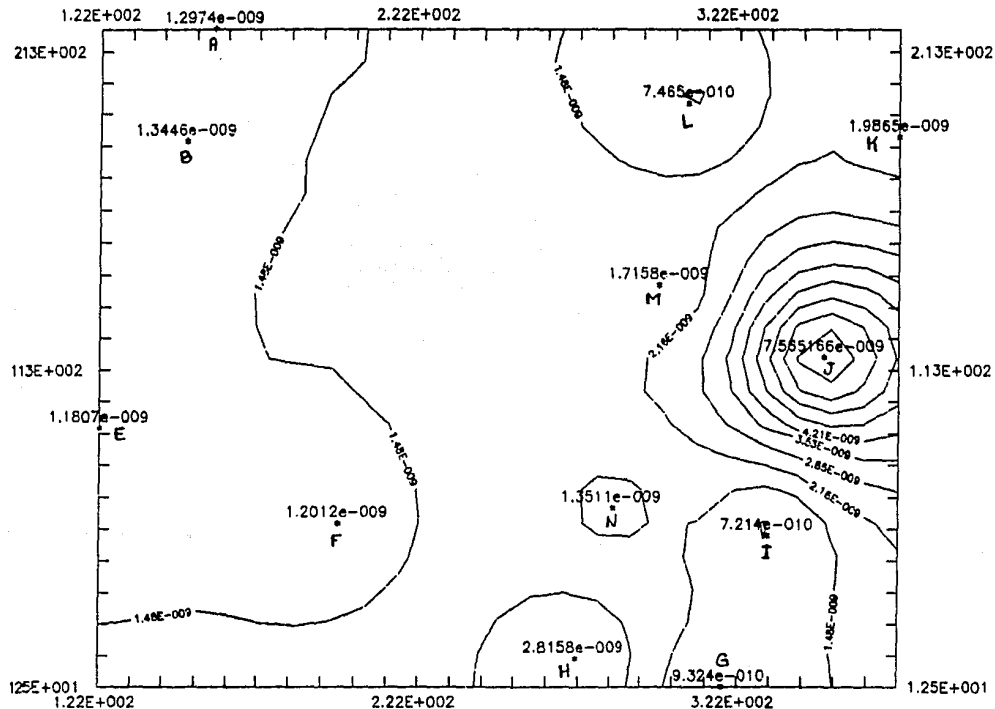 1.2974e-009
1.22E+002 2.22E+002 3.22E+002
A
213E+002 2.13E+002
1.48E-009
7.465e-010
L
1.3446e-009
B
1.9865e-009
K
1.48E-009
1.7158e-009
M
2.16E-009
7.565166e-009
J
113E+002 1.13E+002
1.1807e-009
E
4.21E-009
3.53E-009
1.48E-009
2.85E-009
2.16E-009
1.3511e-009
N
1.2012e-009
F
7.214e-010
I
1.48E-009
1.48E-009
2.8158e-009
H
G
9.324e-010
125E+001 1.25E+001
1.22E+002 2.22E+002 3.22E+002